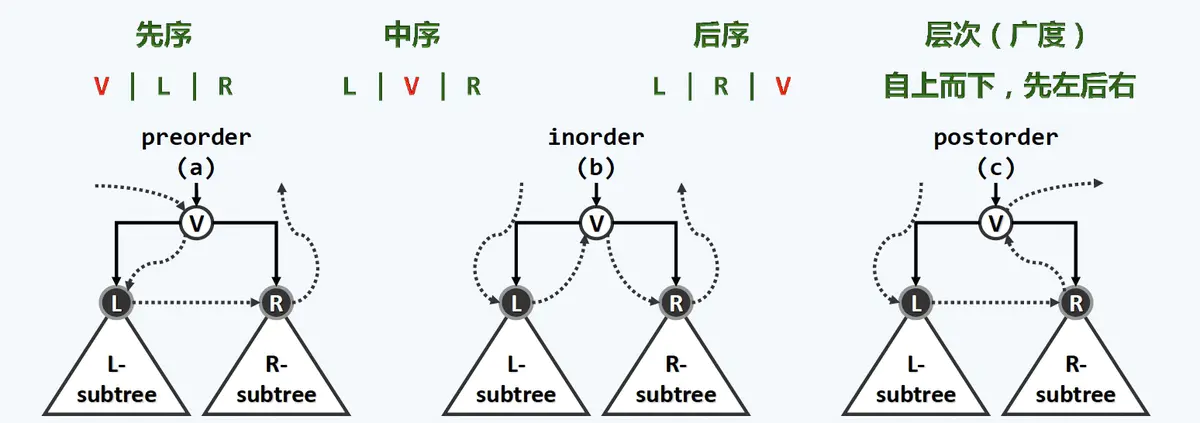 先序 中序 后序 层次（广度）
V | L | R L | V | R L | R | V 自上而下，先左后右
preorder inorder postorder
(a) (b) (c)
V V V
L R L R L R
L- R- L- R- L- R-
subtree subtree subtree subtree subtree subtree